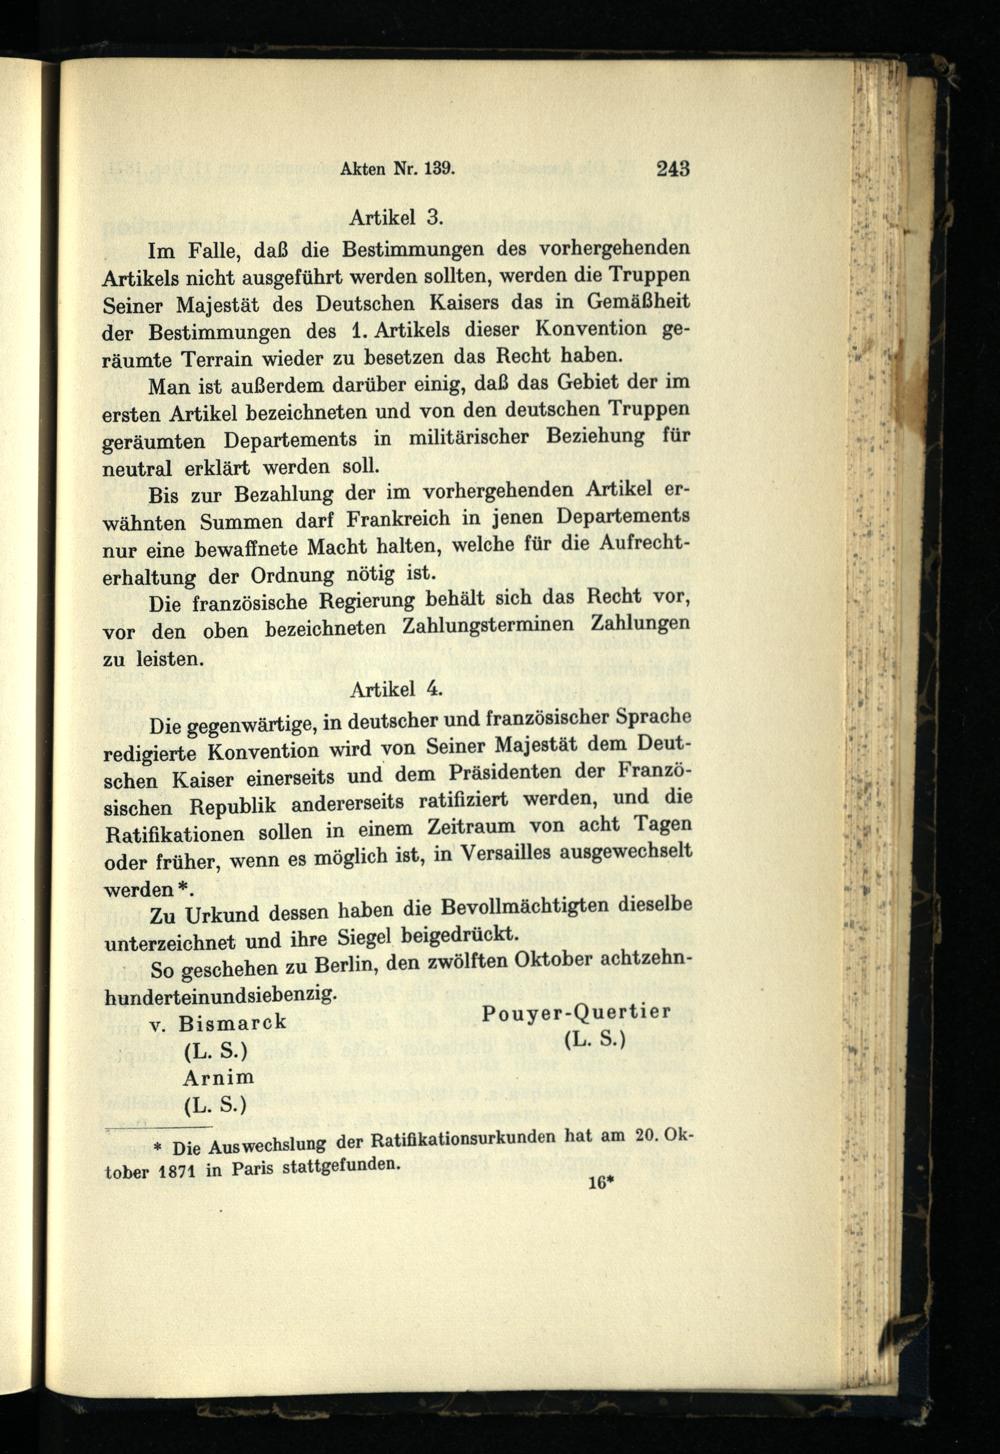 Akten Nr. 139. 243
Artikel 3.
Im Falle, daß die Bestimmungen des vorhergehenden
Artikels nicht ausgeführt werden sollten, werden die Truppen
Seiner Majestät des Deutschen Kaisers das in Gemäßheit
der Bestimmungen des 1. Artikels dieser Konvention ge-
räumte Terrain wieder zu besetzen das Recht haben.
Man ist außerdem darüber einig, daß das Gebiet der im
ersten Artikel bezeichneten und von den deutschen Truppen
geräumten Departements in militärischer Beziehung für
neutral erklärt werden soll.
Bis zur Bezahlung der im vorhergehenden Artikel er-
wähnten Summen darf Frankreich in jenen Departements
nur eine bewaffnete Macht halten, welche für die Aufrecht-
erhaltung der Ordnung nötig ist.
Die französische Regierung behält sich das Recht vor,
vor den oben bezeichneten Zahlungsterminen Zahlungen
zu leisten.
Artikel 4.
Die gegenwärtige, in deutscher und französischer Sprache
redigierte Konvention wird von Seiner Majestät dem Deut-
schen Kaiser einerseits und dem Präsidenten der Franzö-
sischen Republik andererseits ratifiziert werden, und die
Ratifikationen sollen in einem Zeitraum von acht Tagen
oder früher, wenn es möglich ist, in Versailles ausgewechselt
werden*.
Zu Urkund dessen haben die Bevollmächtigten dieselbe
unterzeichnet und ihre Siegel beigedrückt.
So geschehen zu Berlin, den zwölften Oktober achtzehn-
hunderteinundsiebenzig.
v. Bismarck Pouyer-Quertier
(L. S.) (L. S.)
Arnim
(L. S.)
* Die Auswechslung der Ratifikationsurkunden hat am 20. Ok-
tober 1871 in Paris stattgefunden.
16*